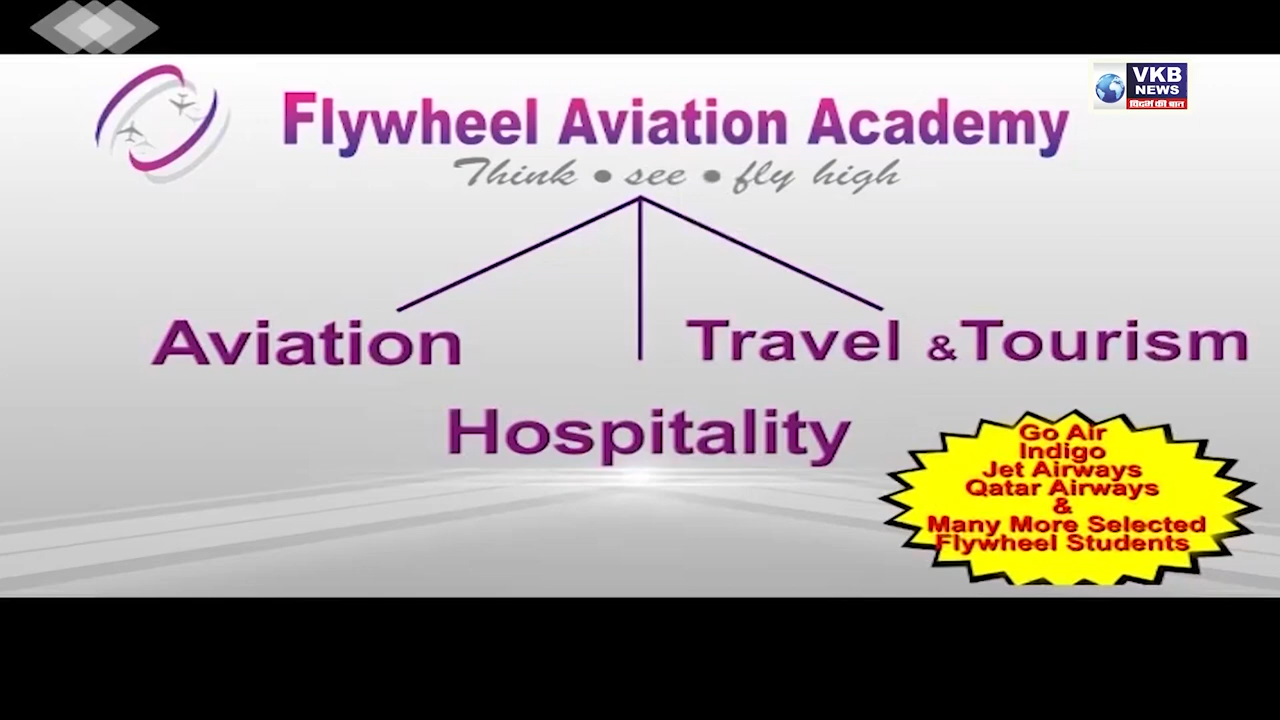 VKB
NEWS
विदर्भ की बात
Flywheel Aviation Academy
Think • see • fly high
Aviation
Travel & Tourism
Hospitality
Go Air
Indigo
Jet Airways
Qatar Airways
&
Many More Selected
Flywheel Students